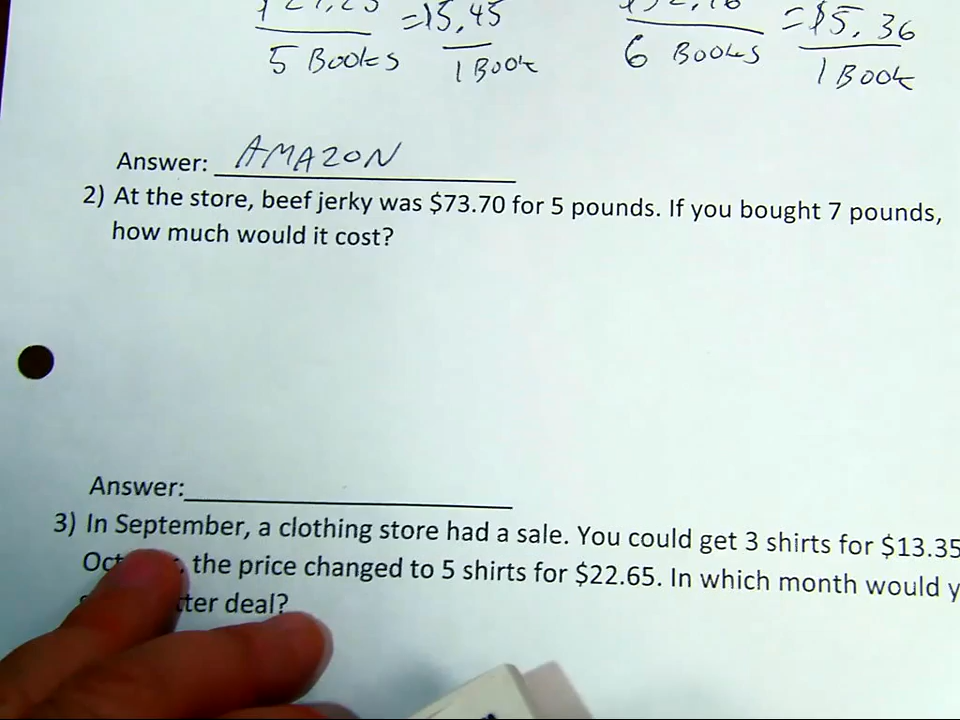 =$5.45 =$5.36
5 Books 1 Book 6 Books 1 Book
Answer: AMAZON
2) At the store, beef jerky was $73.70 for 5 pounds. If you bought 7 pounds,
how much would it cost?
Answer:
3) In September, a clothing store had a sale. You could get 3 shirts for $13.35
the price changed to 5 shirts for $22.65. In which month would
deal?